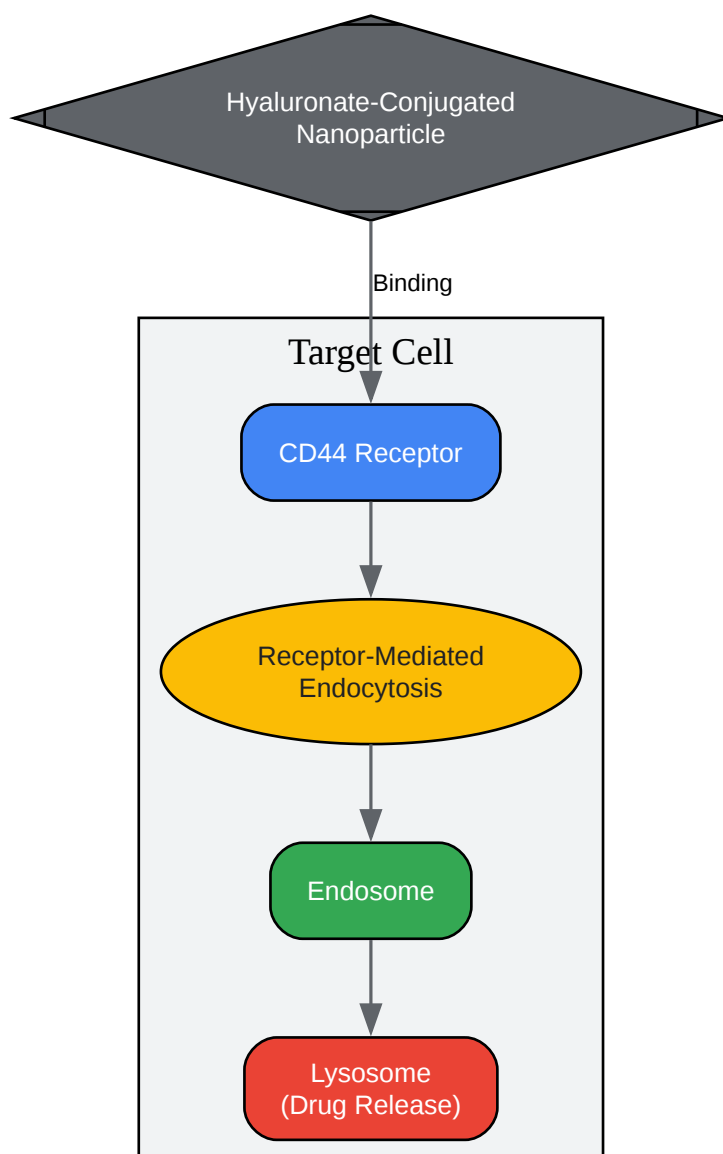 Hyaluronate-Conjugated
Nanoparticle
Binding
Target Cell
CD44 Receptor
Receptor-Mediated
Endocytosis
Endosome
Lysosome
(Drug Release)